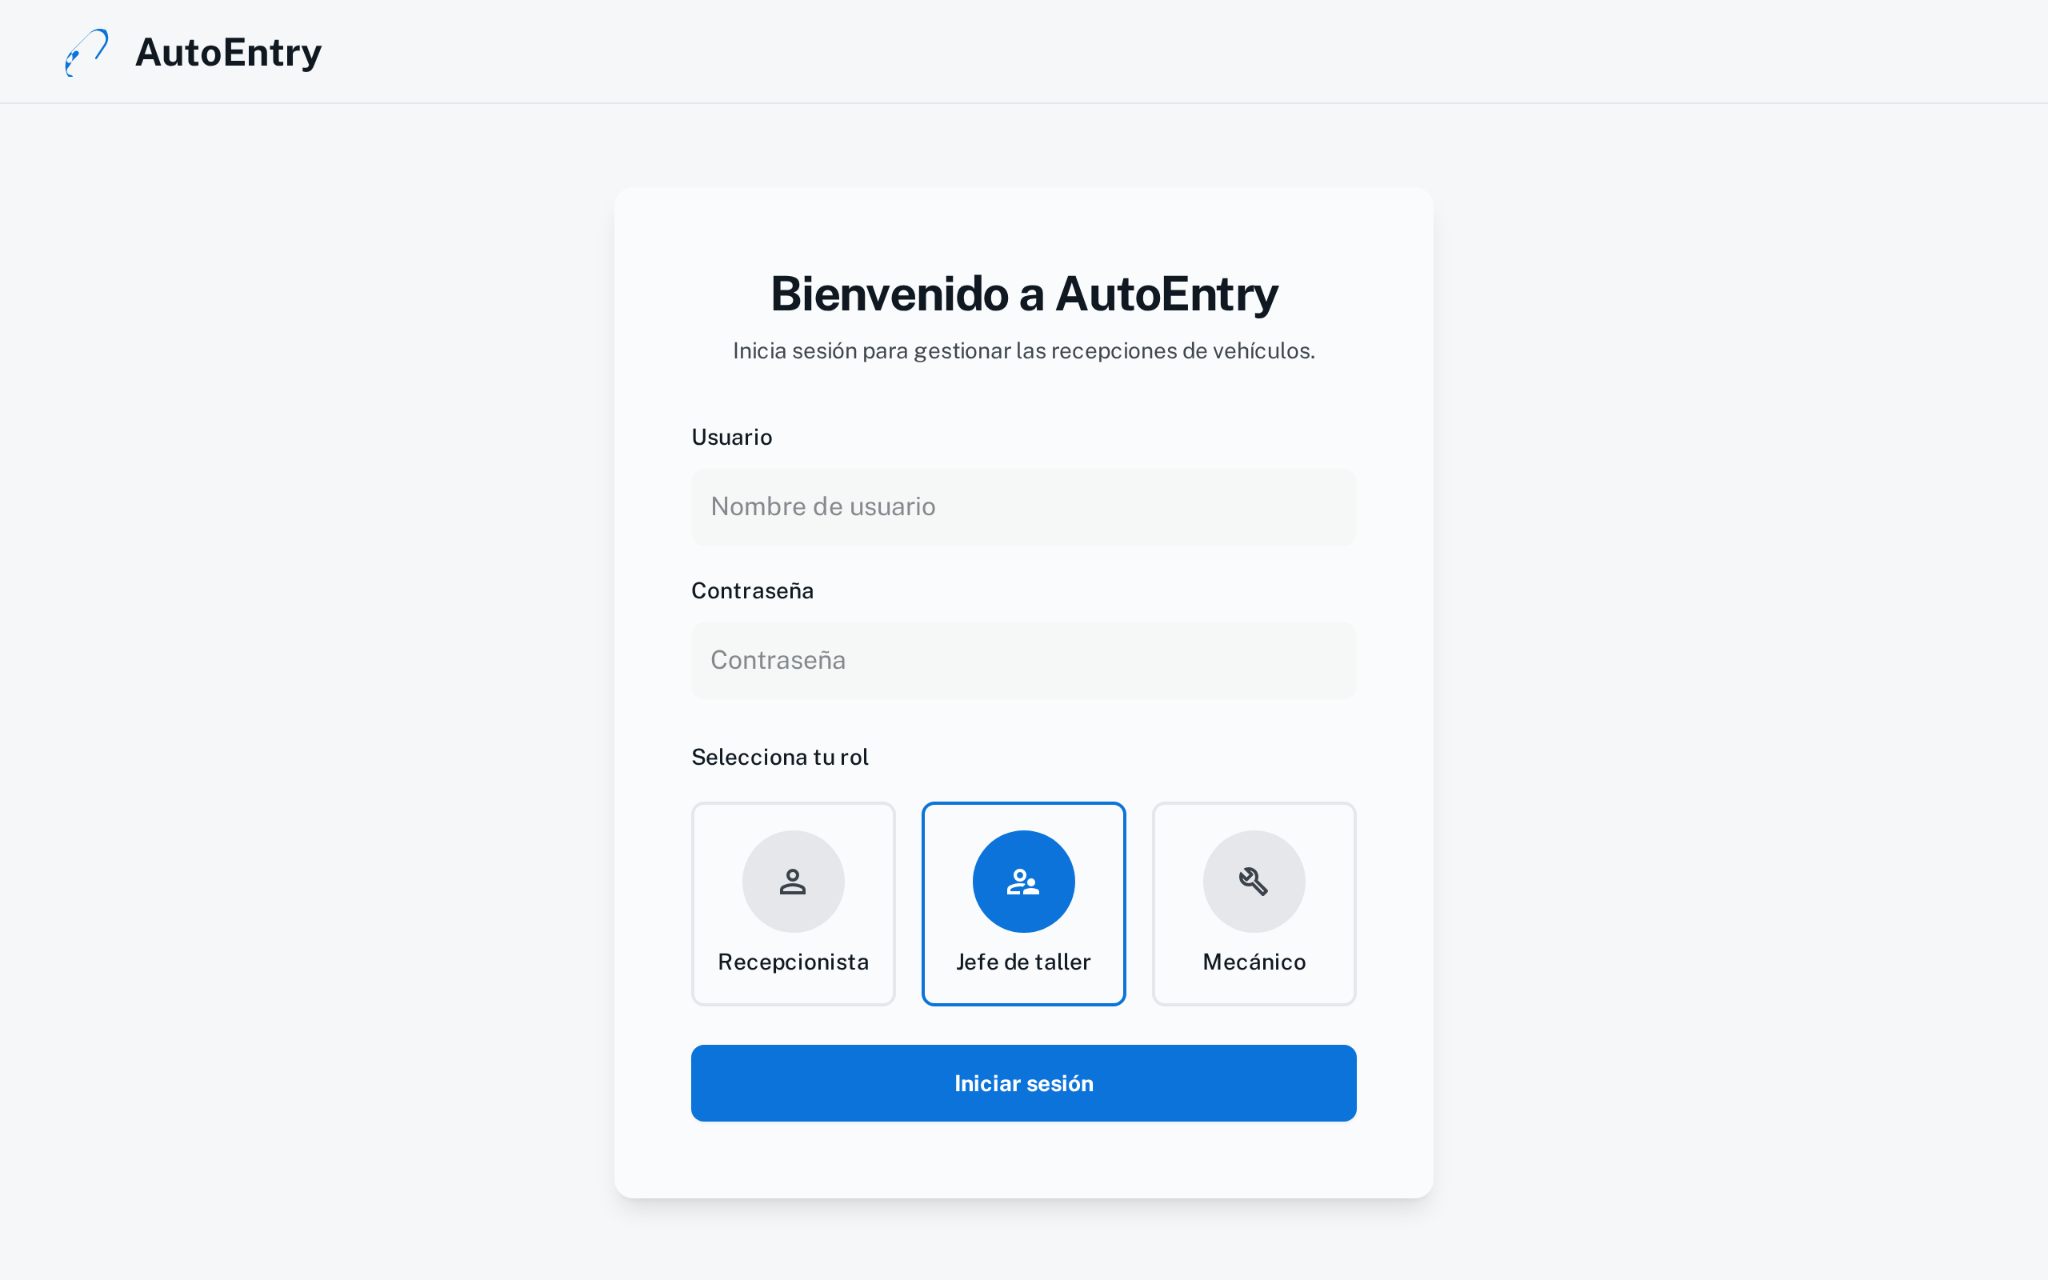 AutoEntry
Bienvenido a AutoEntry
Inicia sesión para gestionar las recepciones de vehículos.
Usuario
Nombre de usuario
Contraseña
Contraseña
Selecciona tu rol
Recepcionista
Jefe de taller
Mecánico
Iniciar sesión